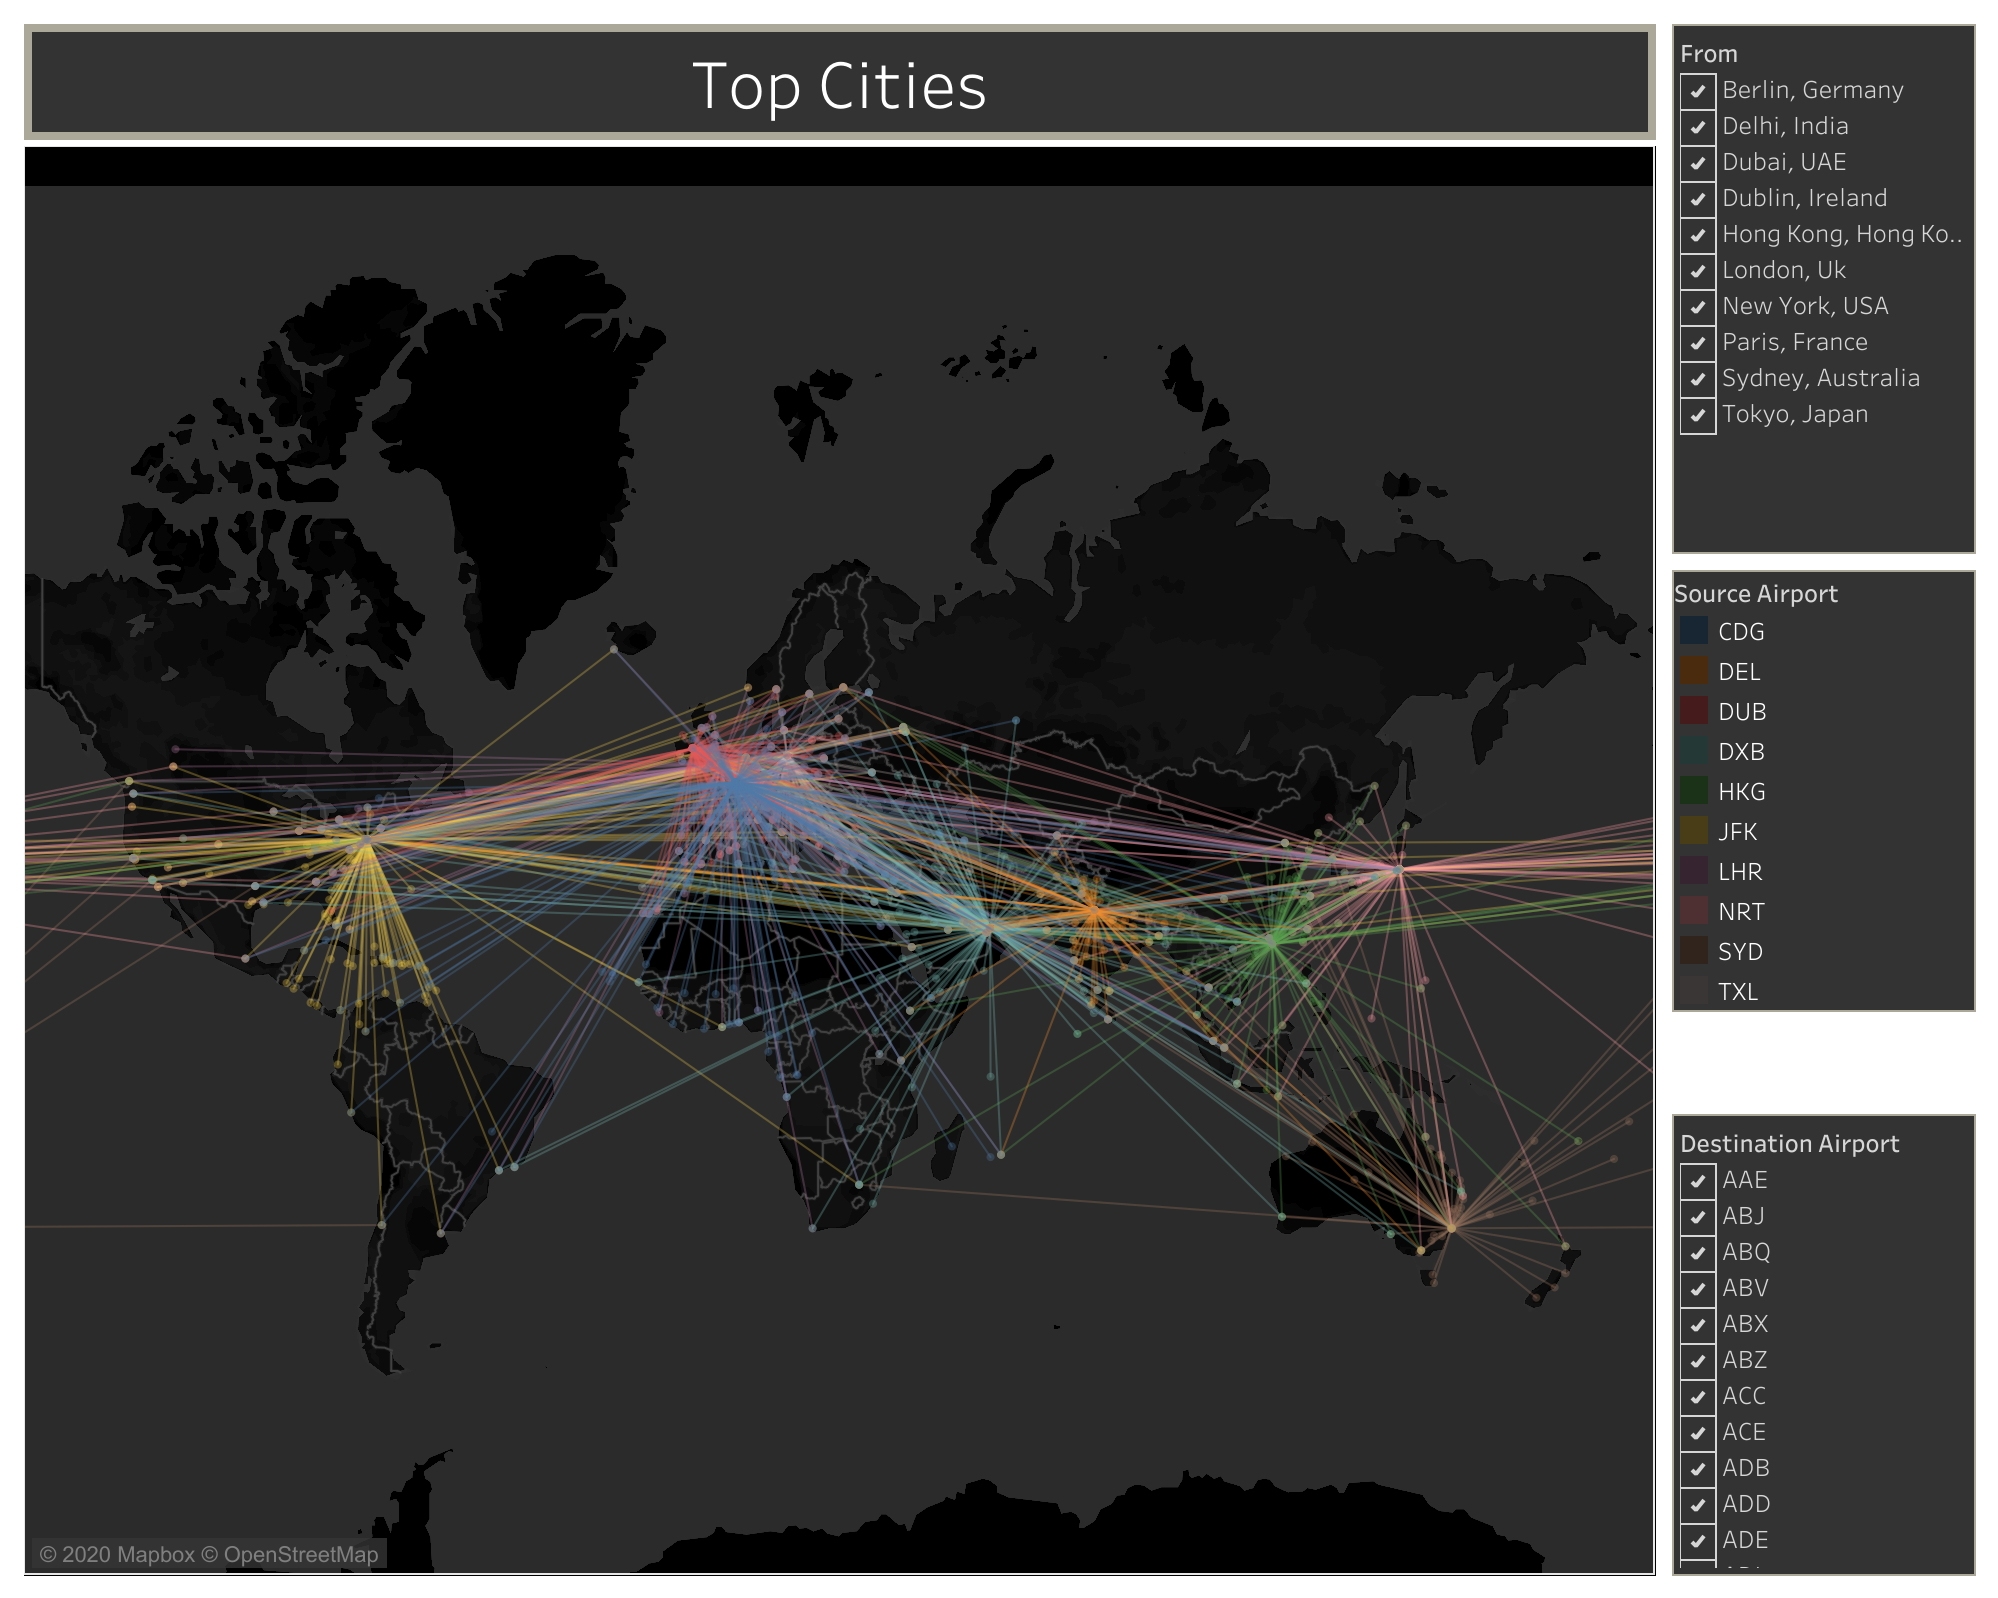 Top Cities
From
Berlin, Germany
Delhi, India
Dubai, UAE
Dublin, Ireland
Hong Kong, Hong Ko..
London, Uk
New York, USA
Paris, France
Sydney, Australia
Tokyo, Japan
Source Airport
CDG
DEL
DUB
DXB
HKG
JFK
LHR
NRT
SYD
TXL
Destination Airport
AAE
ABJ
ABQ
ABV
ABX
ABZ
ACC
ACE
ADB
ADD
ADE
© 2020 Mapbox © OpenStreetMap